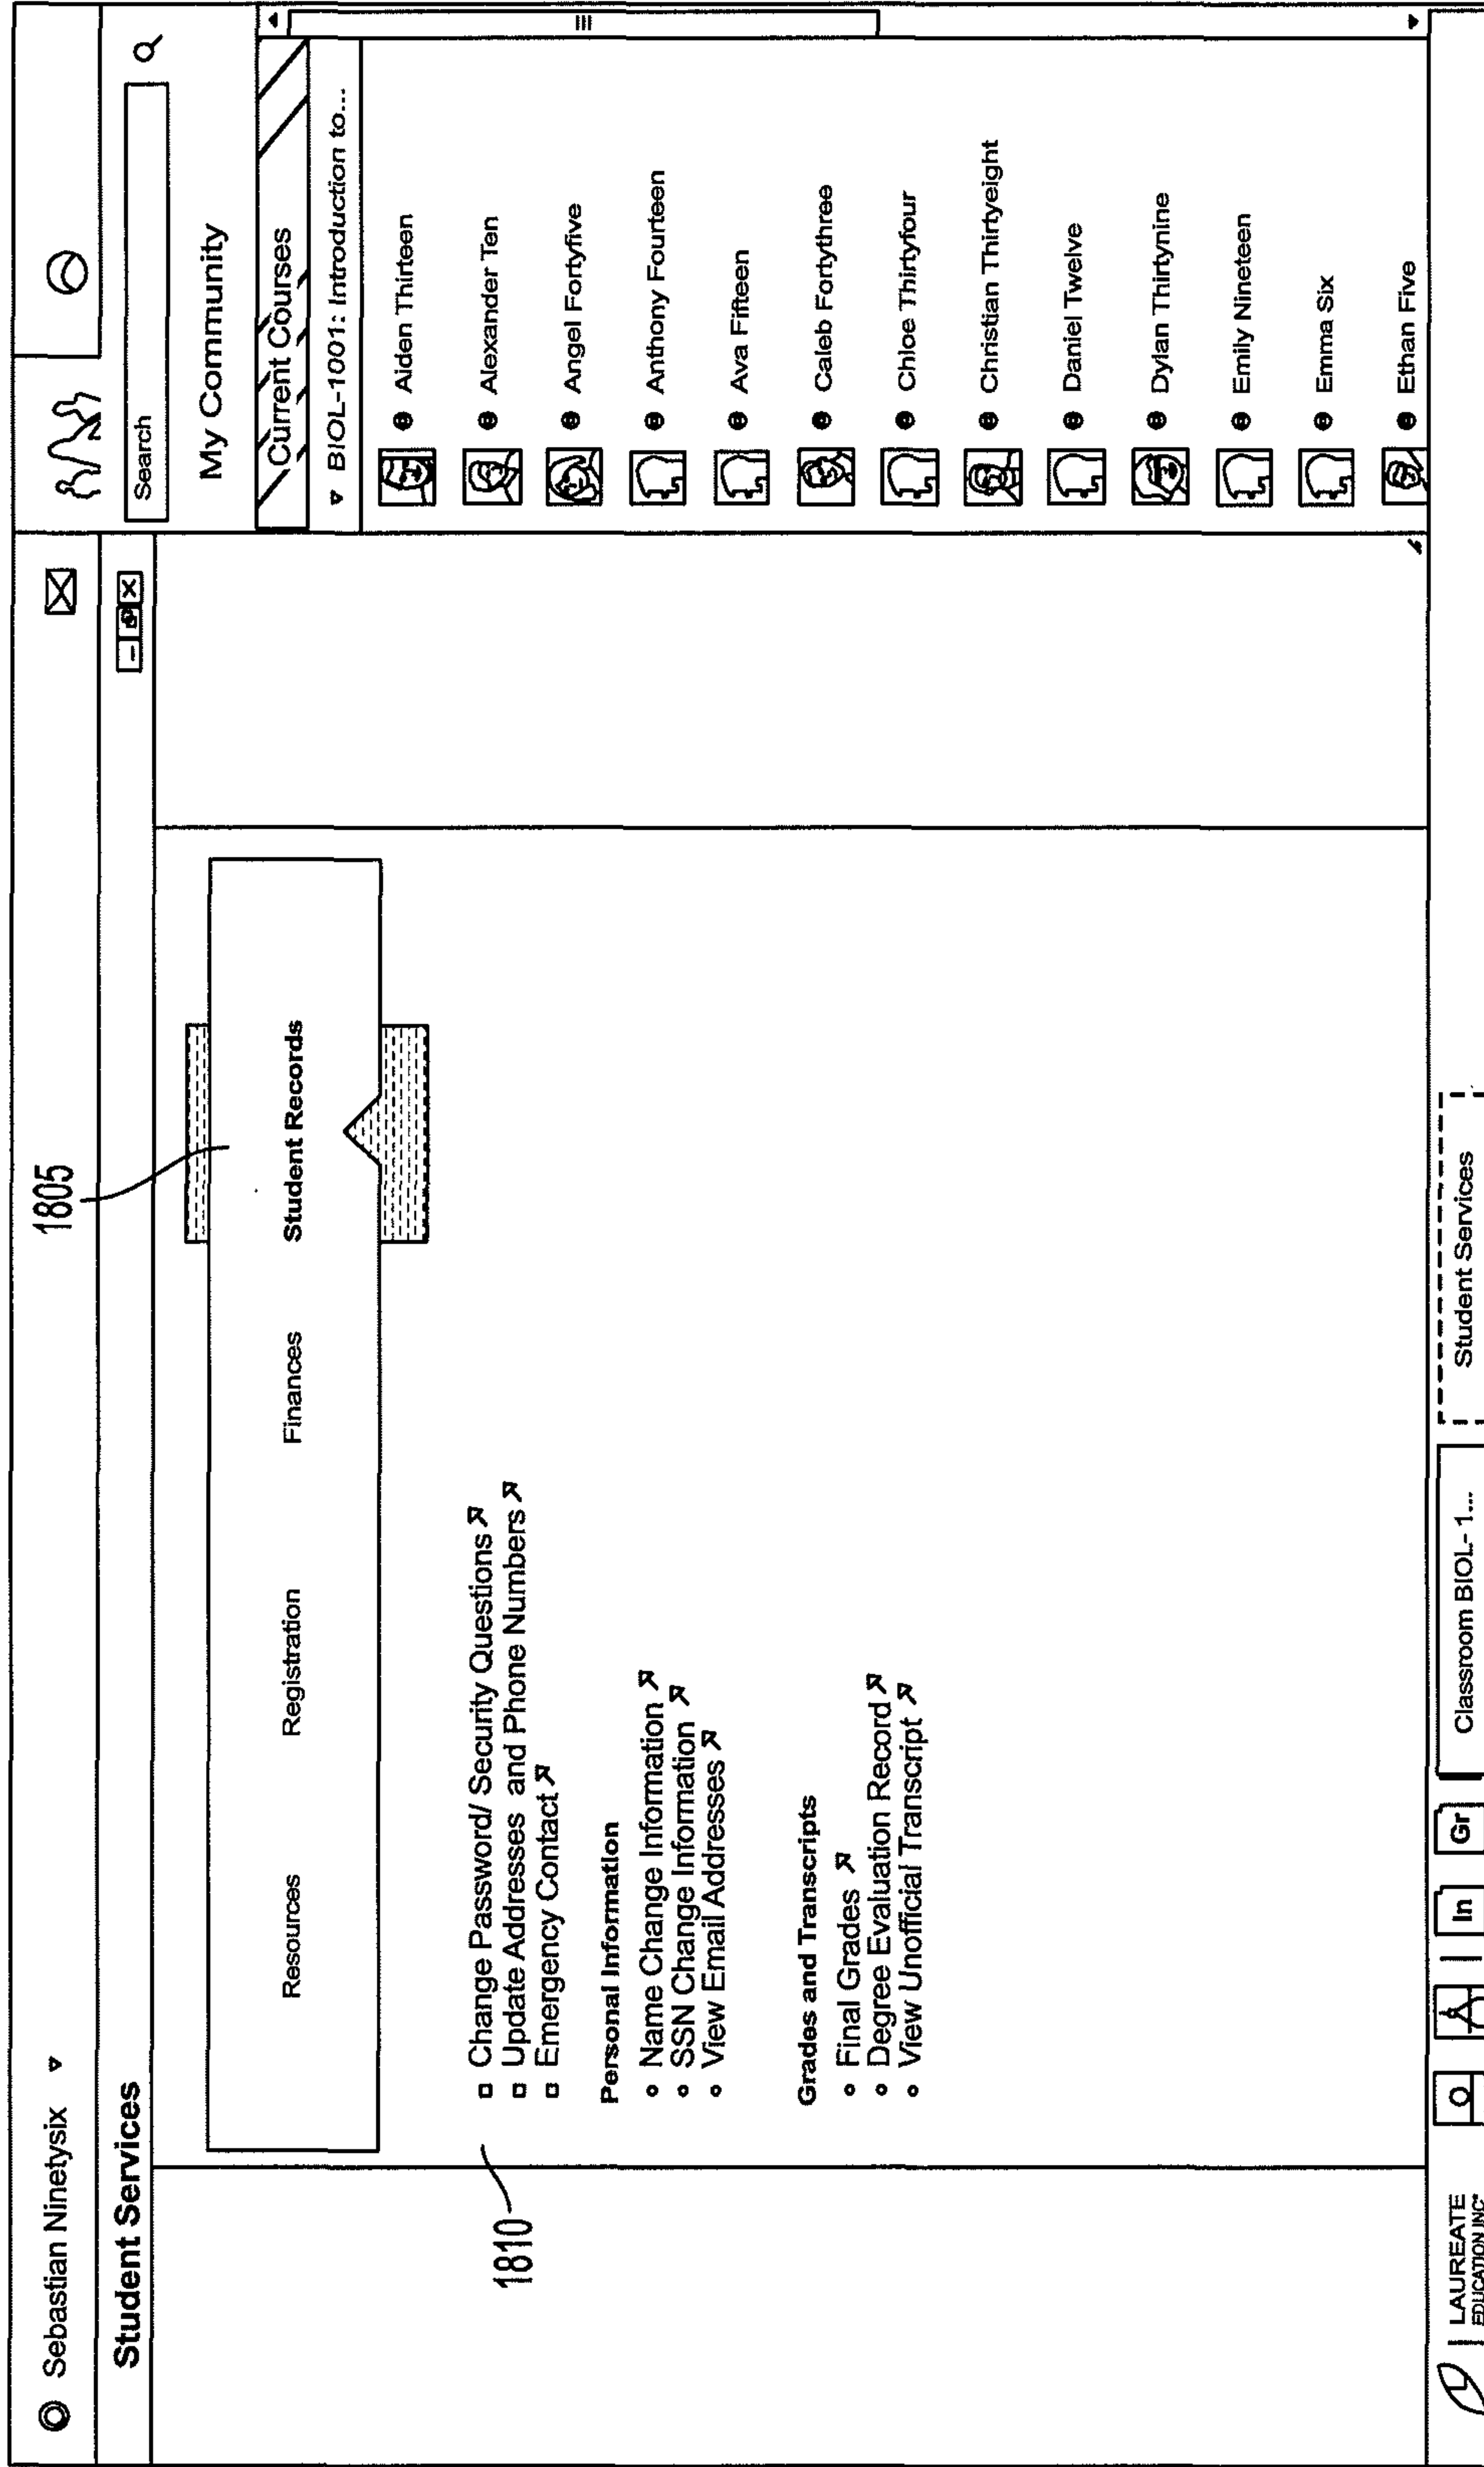 Sebastian Ninetysix
1805
Student Services
Search
My Community
Current Courses
BIOL-1001: Introduction to...
Resources
Registration
Finances
Student Records
1810
Change Password/ Security Questions
Update Addresses and Phone Numbers
Emergency Contact
Personal Information
Name Change Information
SSN Change Information
View Email Addresses
Grades and Transcripts
Final Grades
Degree Evaluation Record
View Unofficial Transcript
Aiden Thirteen
Alexander Ten
Angel Fortyfive
Anthony Fourteen
Ava Fifteen
Caleb Fortythree
Chloe Thirtyfour
Christian Thirtyeight
Daniel Twelve
Dylan Thirtynine
Emily Nineteen
Emma Six
Ethan Five
LAUREATE
EDUCATION INC
In
Gr
Classroom BIOL- 1...
Student Services